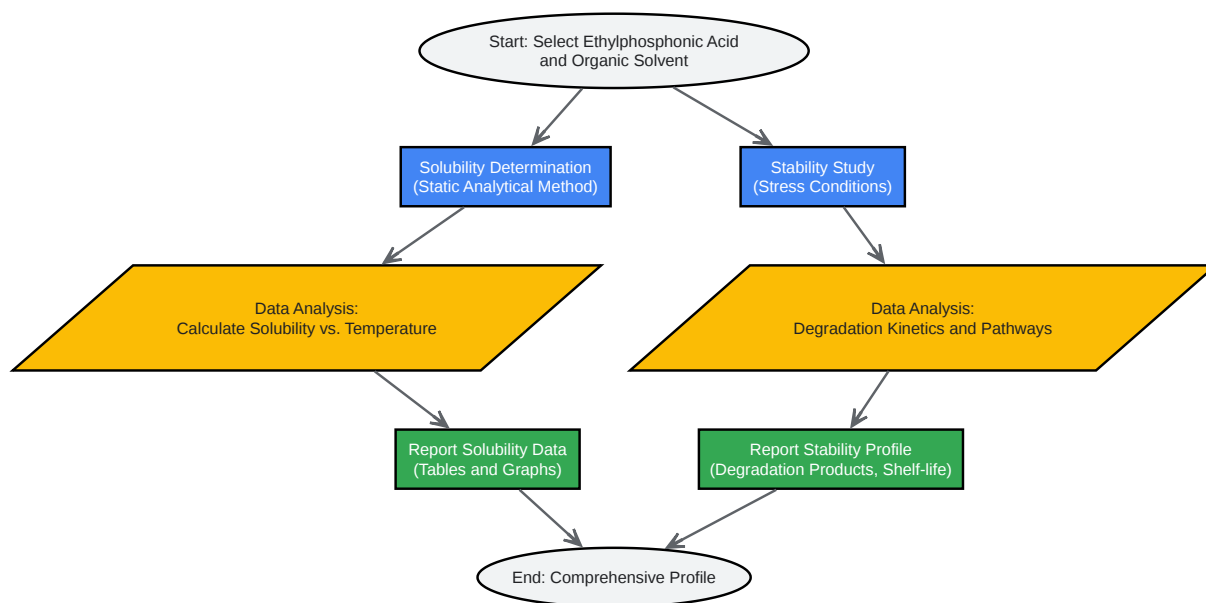 Start: Select Ethylphosphonic Acid
and Organic Solvent
Solubility Determination
(Static Analytical Method)
Stability Study
(Stress Conditions)
Data Analysis:
Calculate Solubility vs. Temperature
Data Analysis:
Degradation Kinetics and Pathways
Report Solubility Data
(Tables and Graphs)
Report Stability Profile
(Degradation Products, Shelf-life)
End: Comprehensive Profile